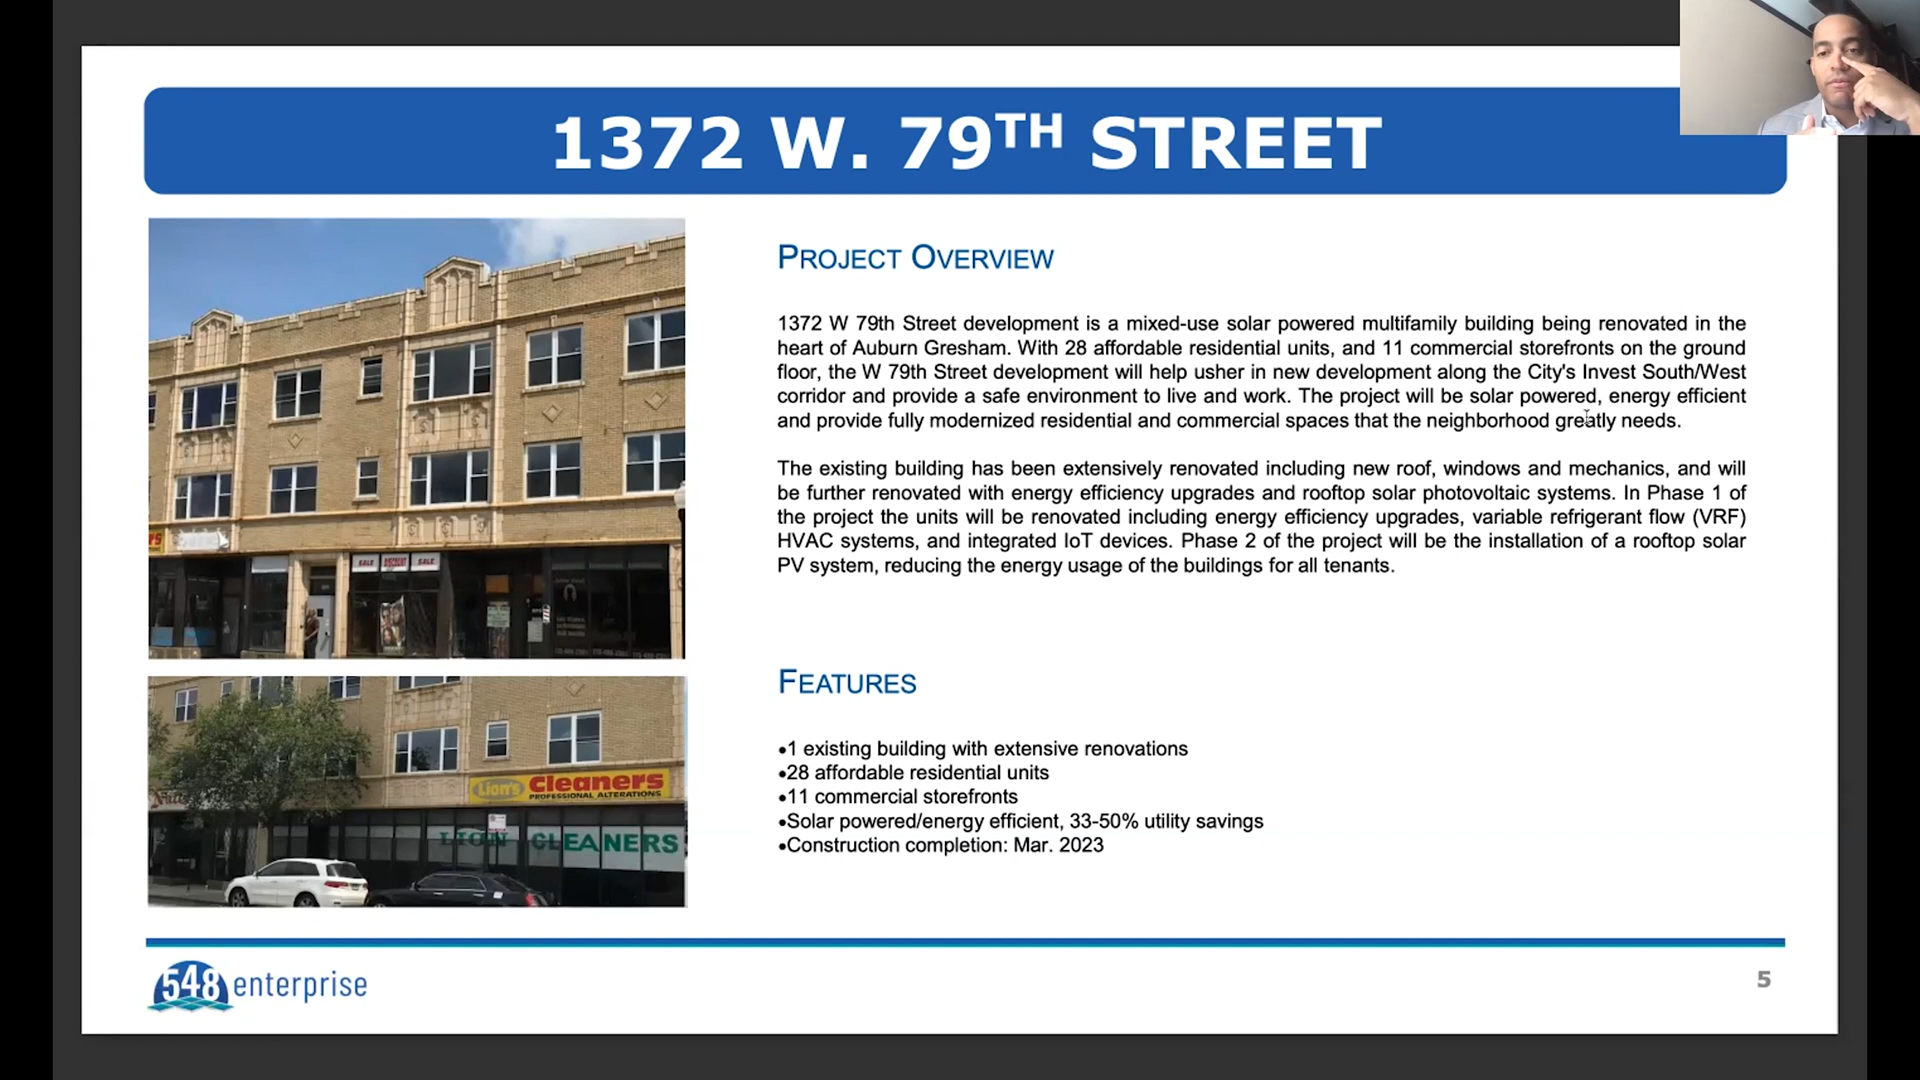 1372 W. 79TH STREET
PROJECT OVERVIEW
1372 W 79th Street development is a mixed-use solar powered multifamily building being renovated in the
heart of Auburn Gresham. With 28 affordable residential units, and 11 commercial storefronts on the ground
floor, the W 79th Street development will help usher in new development along the City's Invest South/West
corridor and provide a safe environment to live and work. The project will be solar powered, energy efficient
and provide fully modernized residential and commercial spaces that the neighborhood greatly needs.
The existing building has been extensively renovated including new roof, windows and mechanics, and will
be further renovated with energy efficiency upgrades and rooftop solar photovoltaic systems. In Phase 1 of
the project the units will be renovated including energy efficiency upgrades, variable refrigerant flow (VRF)
HVAC systems, and integrated IoT devices. Phase 2 of the project will be the installation of a rooftop solar
PV system, reducing the energy usage of the buildings for all tenants.
SALE DISCOUNT SALE
FEATURES
•1 existing building with extensive renovations
•28 affordable residential units
•11 commercial storefronts
•Solar powered/energy efficient, 33-50% utility savings
•Construction completion: Mar. 2023
Lion's Cleaners
PROFESSIONAL ALTERATIONS
LION CLEANERS
548 enterprise
5